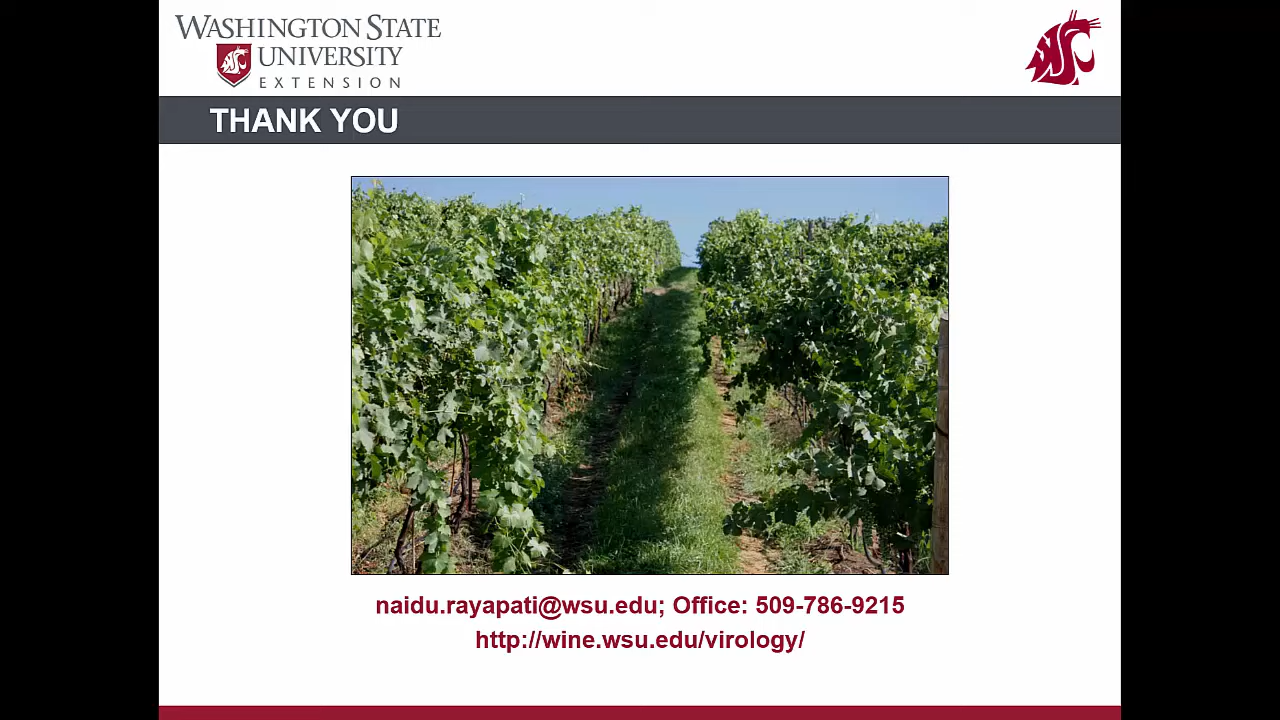 WASHINGTON STATE
UNIVERSITY
EXTENSION
THANK YOU
naidu.rayapati@wsu.edu; Office: 509-786-9215
http://wine.wsu.edu/virology/